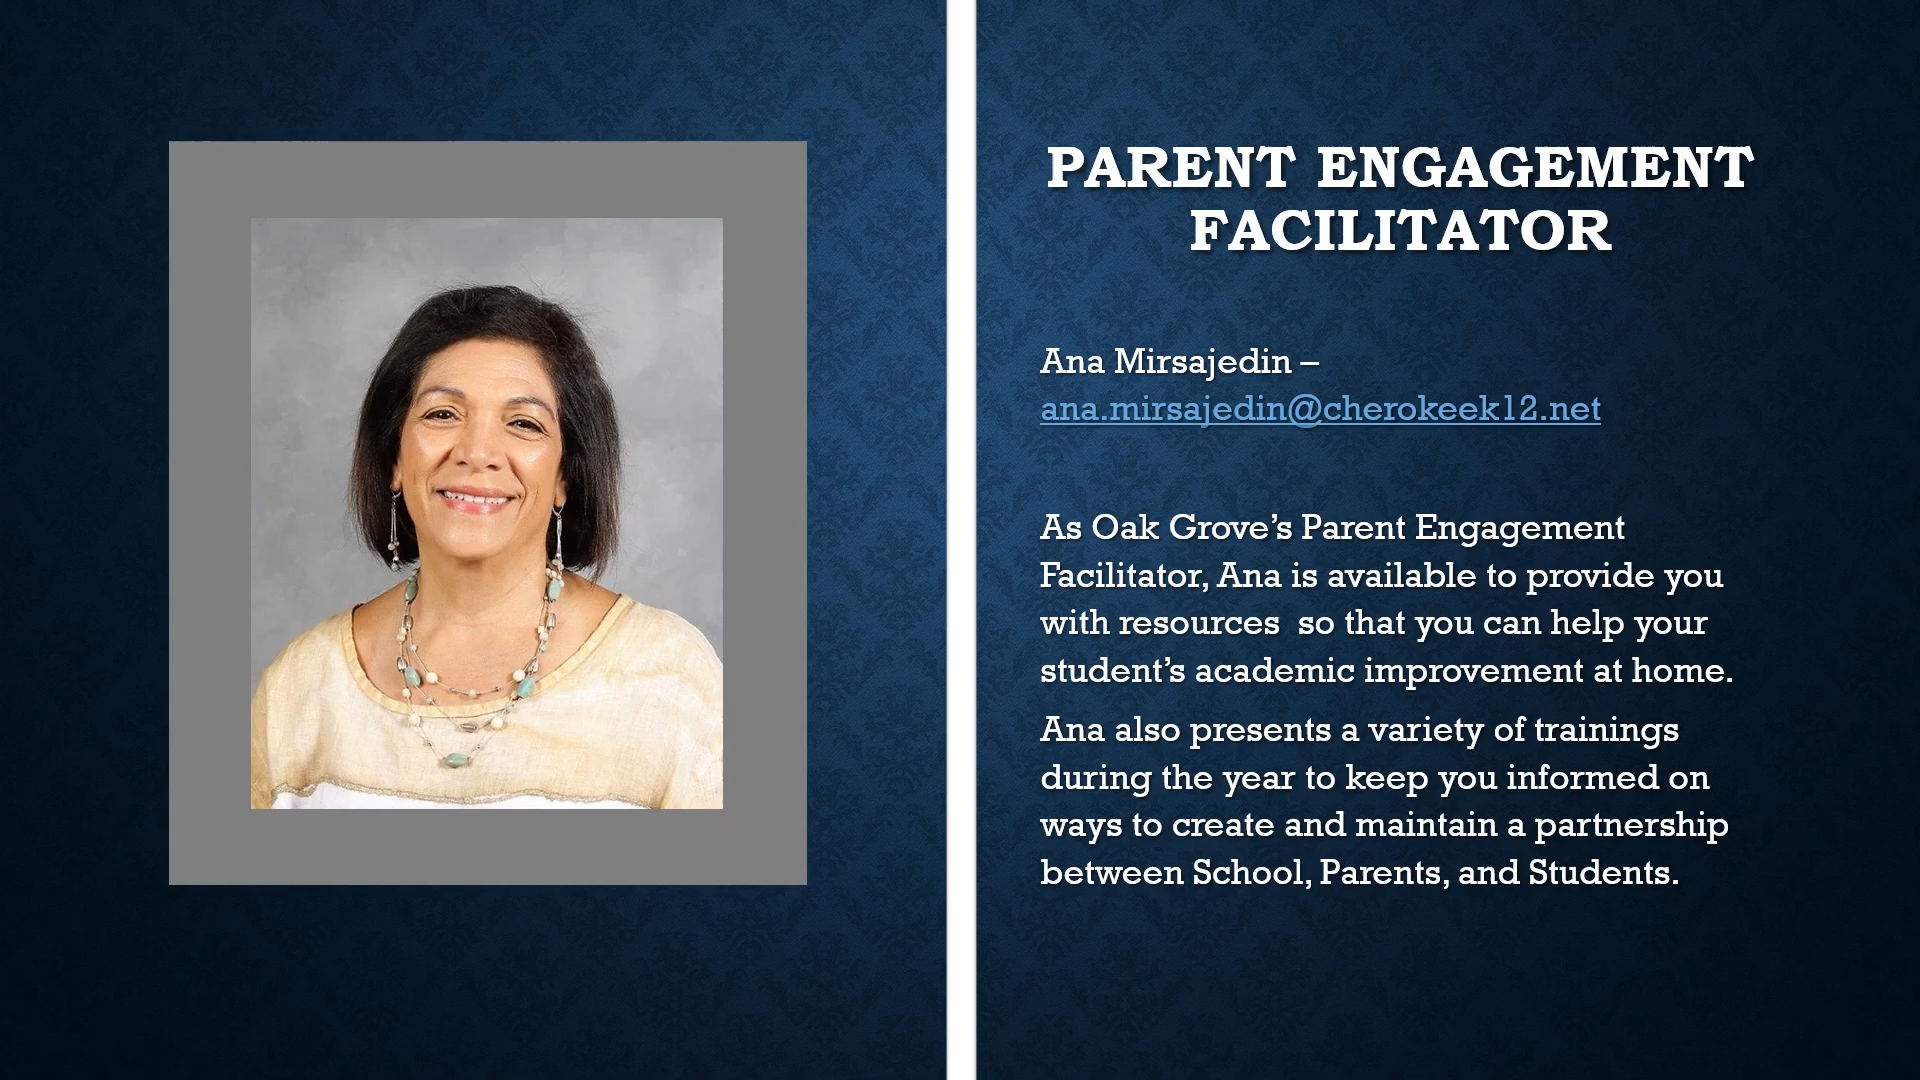 PARENT ENGAGEMENT
FACILITATOR
Ana Mirsajedin –
ana.mirsajedin@cherokeek12.net
As Oak Grove’s Parent Engagement
Facilitator, Ana is available to provide you
with resources  so that you can help your
student’s academic improvement at home.
Ana also presents a variety of trainings
during the year to keep you informed on
ways to create and maintain a partnership
between School, Parents, and Students.